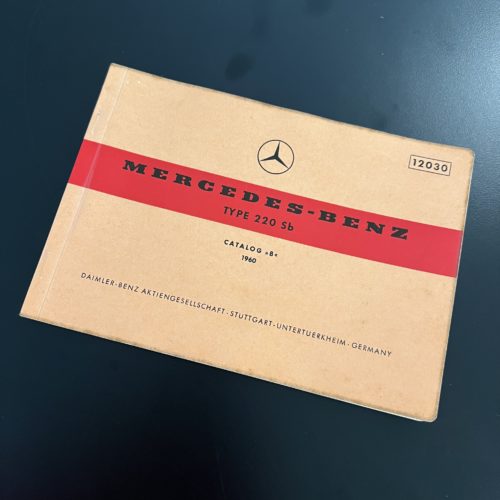 12030
MERCEDES-BENZ
TYPE 220 Sb
CATALOG »B«
1960
DAIMLER-BENZ AKTIENGESELLSCHAFT · STUTTGART-UNTERTUERKHEIM · GERMANY